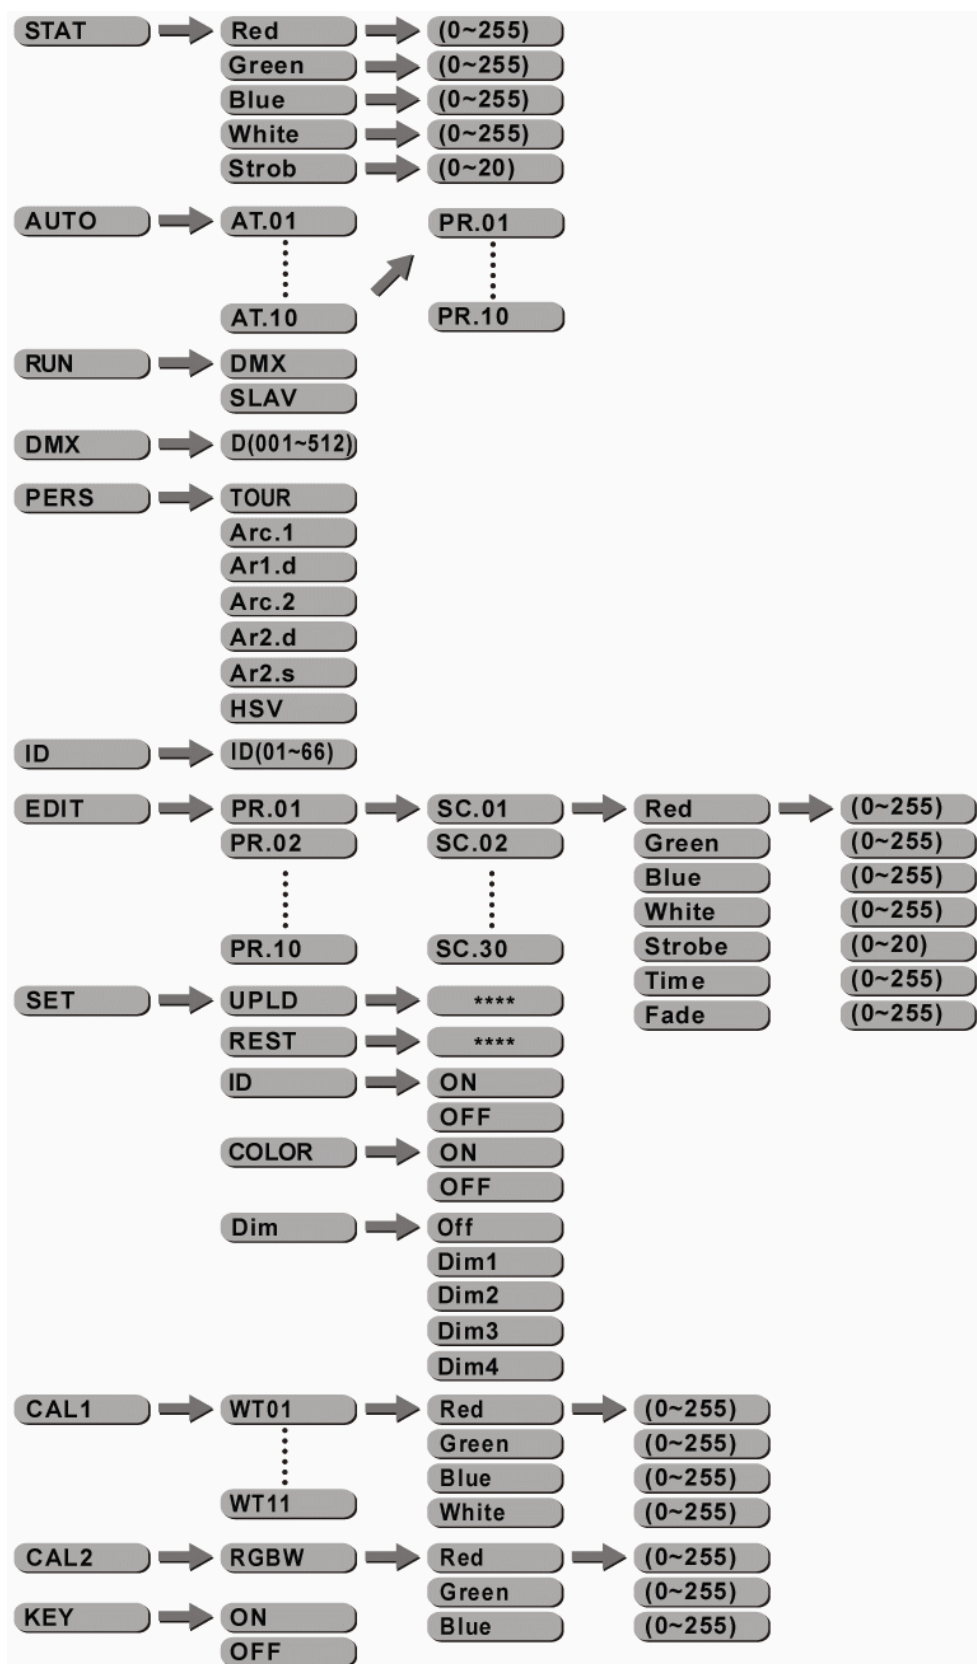 STAT Red (0~255)
Green (0~255)
Blue (0~255)
White (0~255)
Strob (0~20)
AUTO AT.01 PR.01
AT.10 PR.10
RUN DMX
SLAV
DMX D(001~512)
PERS TOUR
Arc.1
Ar1.d
Arc.2
Ar2.d
Ar2.s
HSV
ID ID(01~66)
EDIT PR.01 SC.01 Red (0~255)
PR.02 SC.02 Green (0~255)
Blue (0~255)
White (0~255)
PR.10 SC.30 Strobe (0~20)
Time (0~255)
Fade (0~255)
SET UPLD ****
REST ****
ID ON
OFF
COLOR ON
OFF
Dim Off
Dim1
Dim2
Dim3
Dim4
CAL1 WT01 Red (0~255)
Green (0~255)
Blue (0~255)
WT11 White (0~255)
CAL2 RGBW Red (0~255)
Green (0~255)
Blue (0~255)
KEY ON
OFF